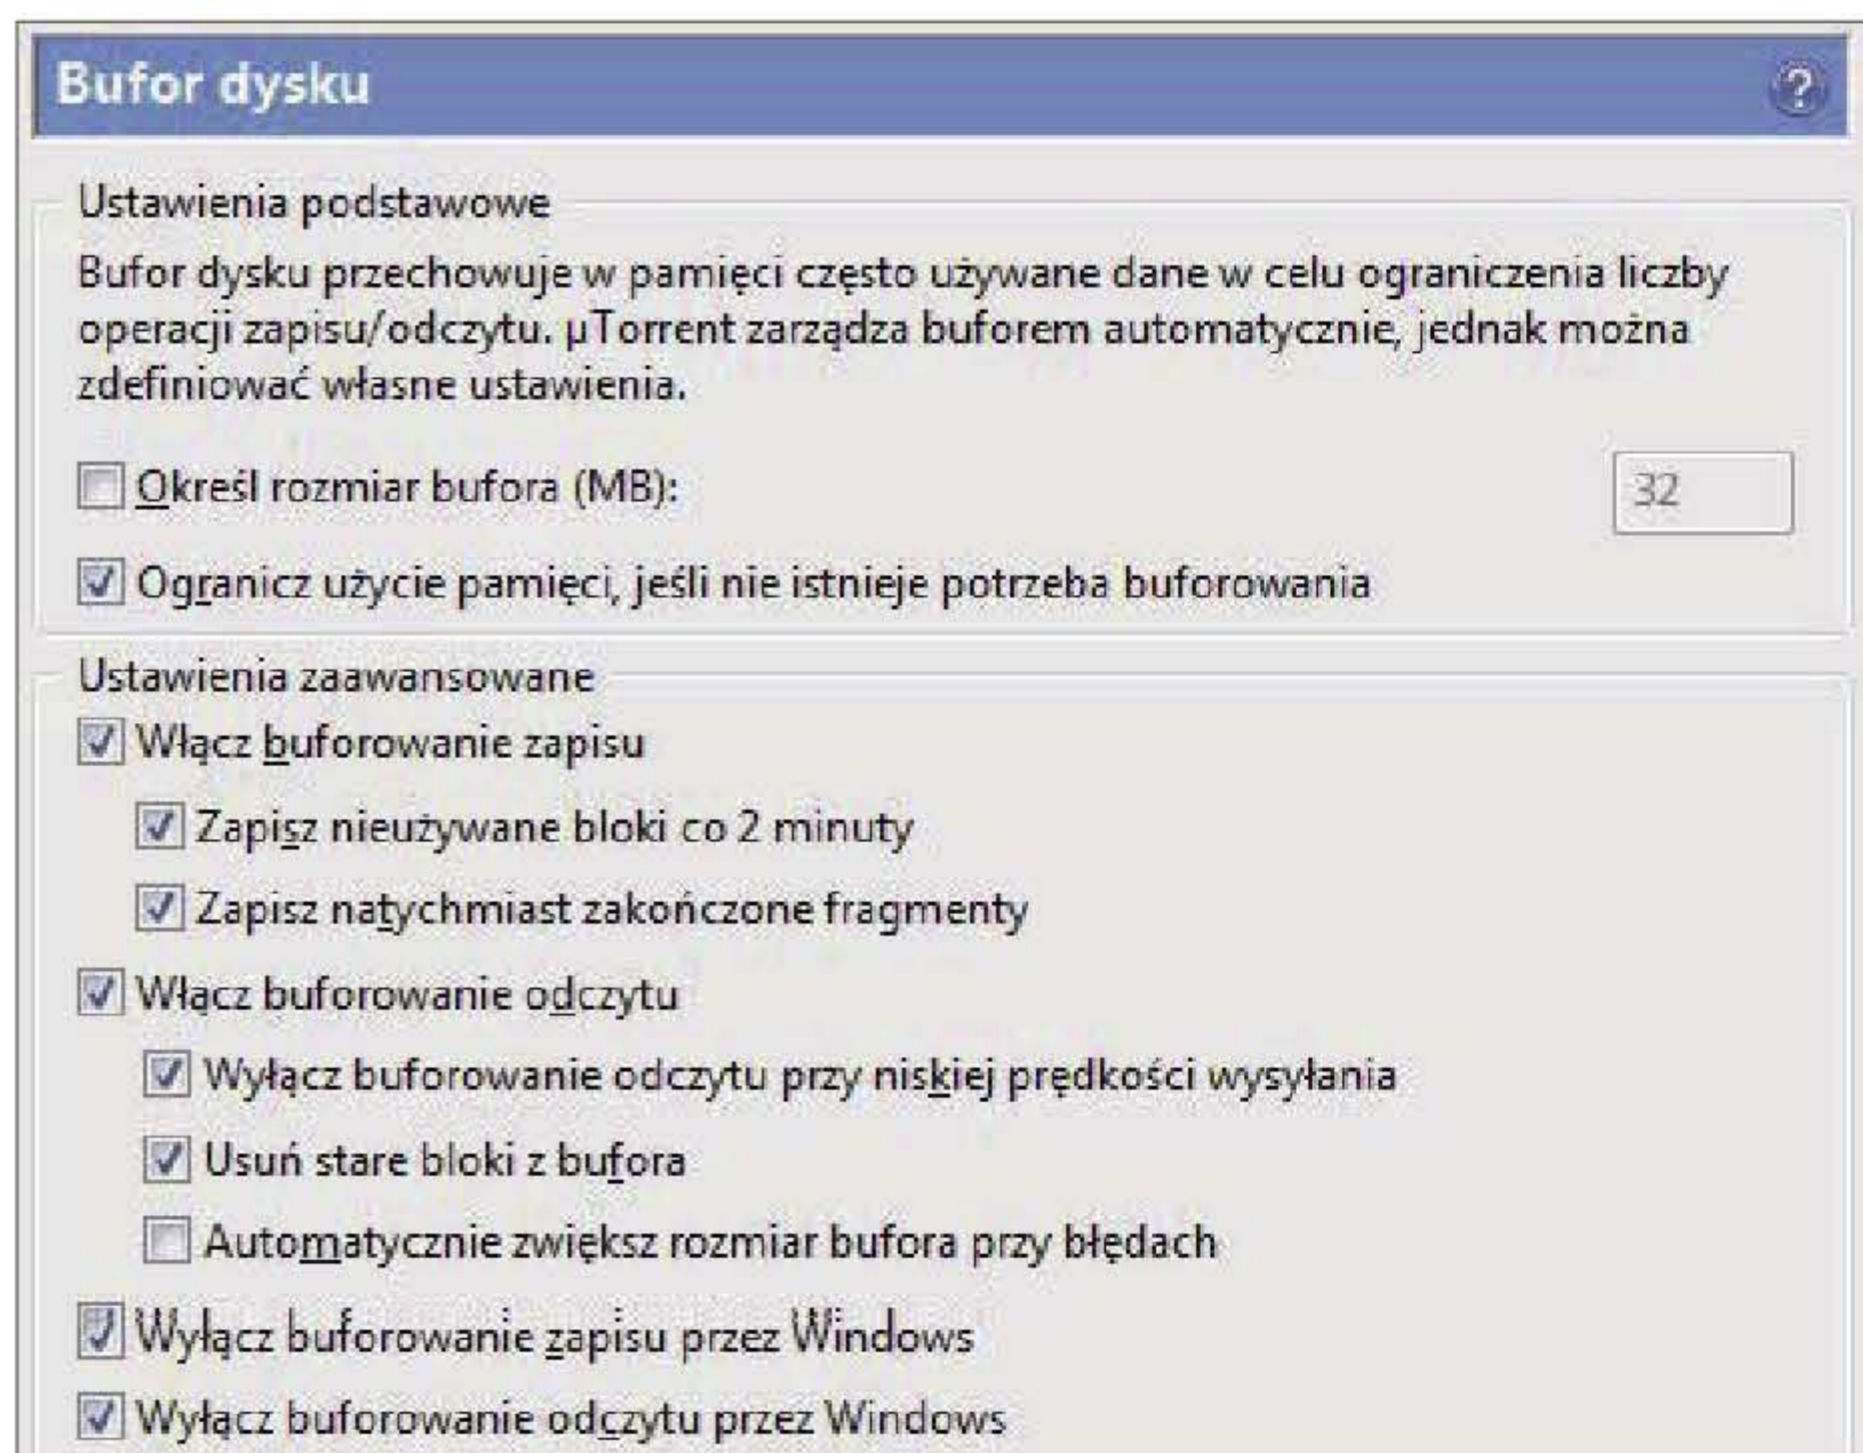 Bufor dysku
?
Ustawienia podstawowe
Bufor dysku przechowuje w pamięci często używane dane w celu ograniczenia liczby
operacji zapisu/odczytu. µTorrent zarządza buforem automatycznie, jednak można
zdefiniować własne ustawienia.
Określ rozmiar bufora (MB): 32
Ogranicz użycie pamięci, jeśli nie istnieje potrzeba buforowania
Ustawienia zaawansowane
Włącz buforowanie zapisu
Zapisz nieużywane bloki co 2 minuty
Zapisz natychmiast zakończone fragmenty
Włącz buforowanie odczytu
Wyłącz buforowanie odczytu przy niskiej prędkości wysyłania
Usuń stare bloki z bufora
Automatycznie zwiększ rozmiar bufora przy błędach
Wyłącz buforowanie zapisu przez Windows
Wyłącz buforowanie odczytu przez Windows